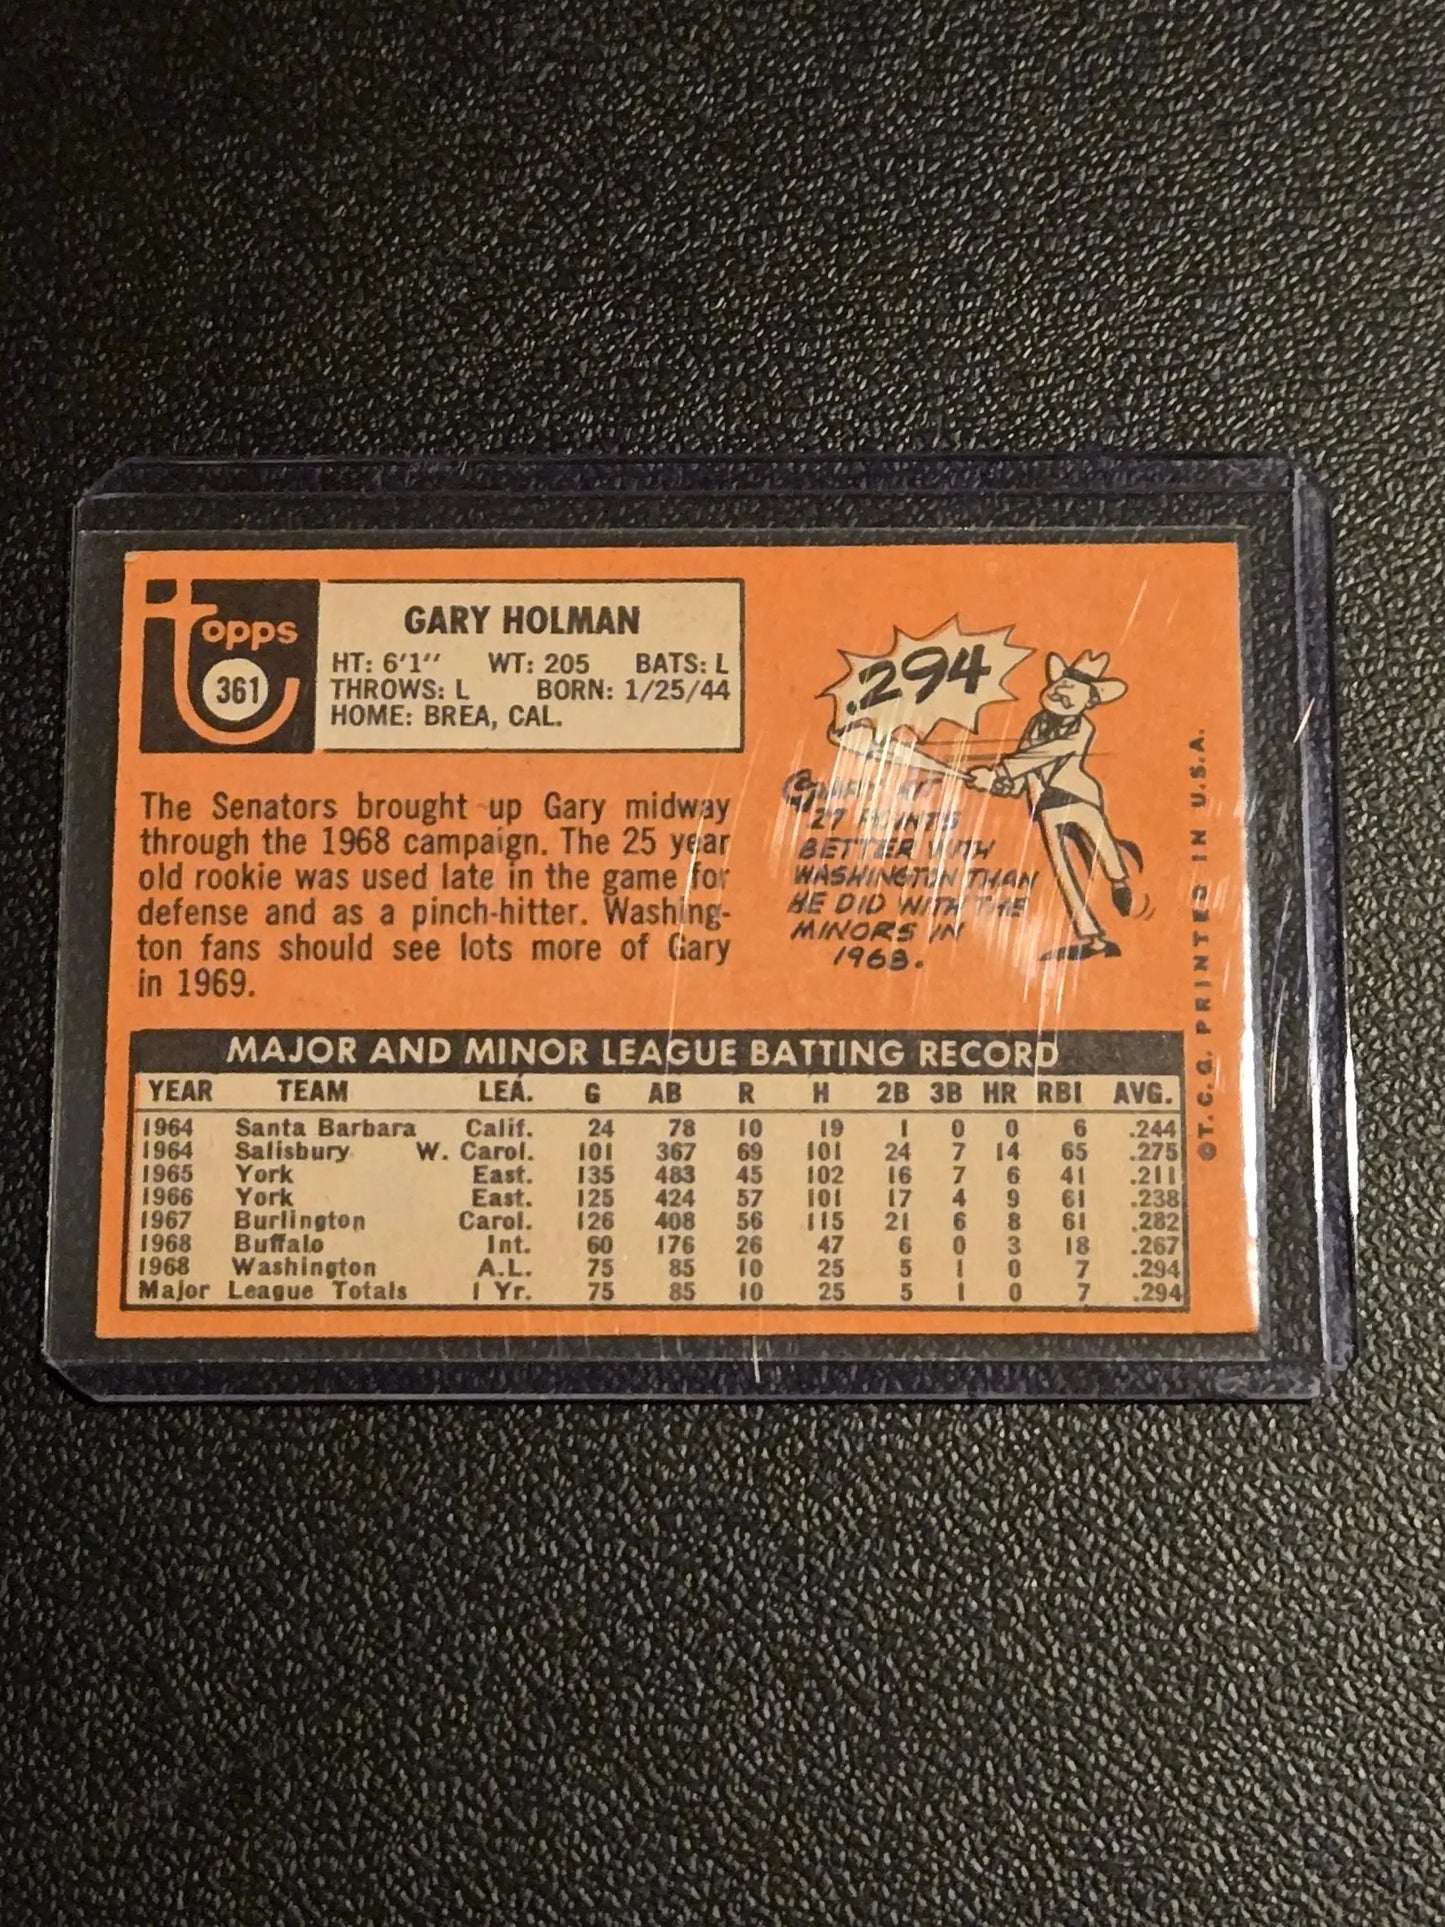 topps
361
GARY HOLMAN
HT: 6'1" WT: 205 BATS: L
THROWS: L BORN: 1/25/44
HOME: BREA, CAL.
The Senators brought up Gary midway
through the 1968 campaign. The 25 year
old rookie was used late in the game for
defense and as a pinch-hitter. Washing-
ton fans should see lots more of Gary
in 1969.
.294
GARY HIT
27 POINTS
BETTER WITH
WASHINGTON THAN
HE DID WITH THE
MINORS IN
1968.
MAJOR AND MINOR LEAGUE BATTING RECORD
YEAR TEAM LEA. G AB R H 2B 3B HR RBI AVG.
1964 Santa Barbara Calif. 24 78 10 19 1 0 0 6 .244
1964 Salisbury W. Carol. 101 367 69 101 24 7 14 65 .275
1965 York East. 135 483 45 102 16 7 6 41 .211
1966 York East. 125 424 57 101 17 4 9 61 .238
1967 Burlington Carol. 126 408 56 115 21 6 8 61 .282
1968 Buffalo Int. 60 176 26 47 6 0 3 18 .267
1968 Washington A.L. 75 85 10 25 5 1 0 7 .294
Major League Totals 1 Yr. 75 85 10 25 5 1 0 7 .294
©T.C.G. PRINTED IN U.S.A.